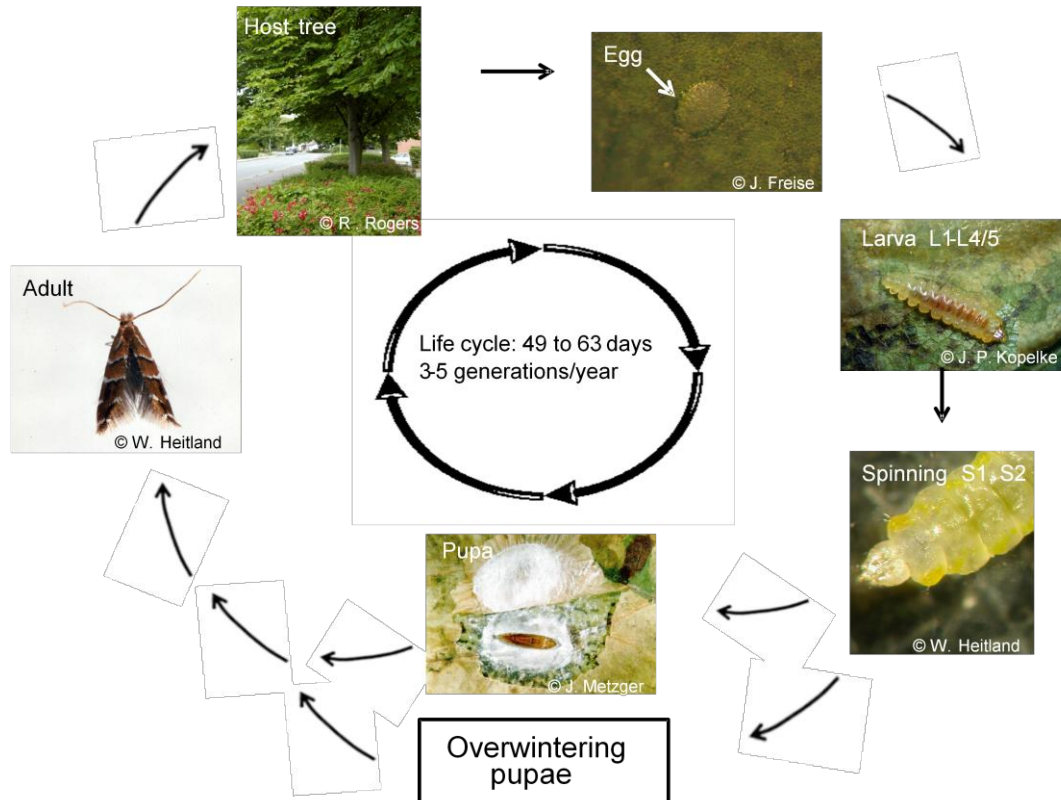 Host tree
© R. Rogers
Egg
© J. Freise
Larva L1-L4/5
© J. P. Kopelke
Spinning S1, S2
© W. Heitland
Pupa
© J. Metzger
Overwintering
pupae
Adult
© W. Heitland
Life cycle: 49 to 63 days
3-5 generations/year